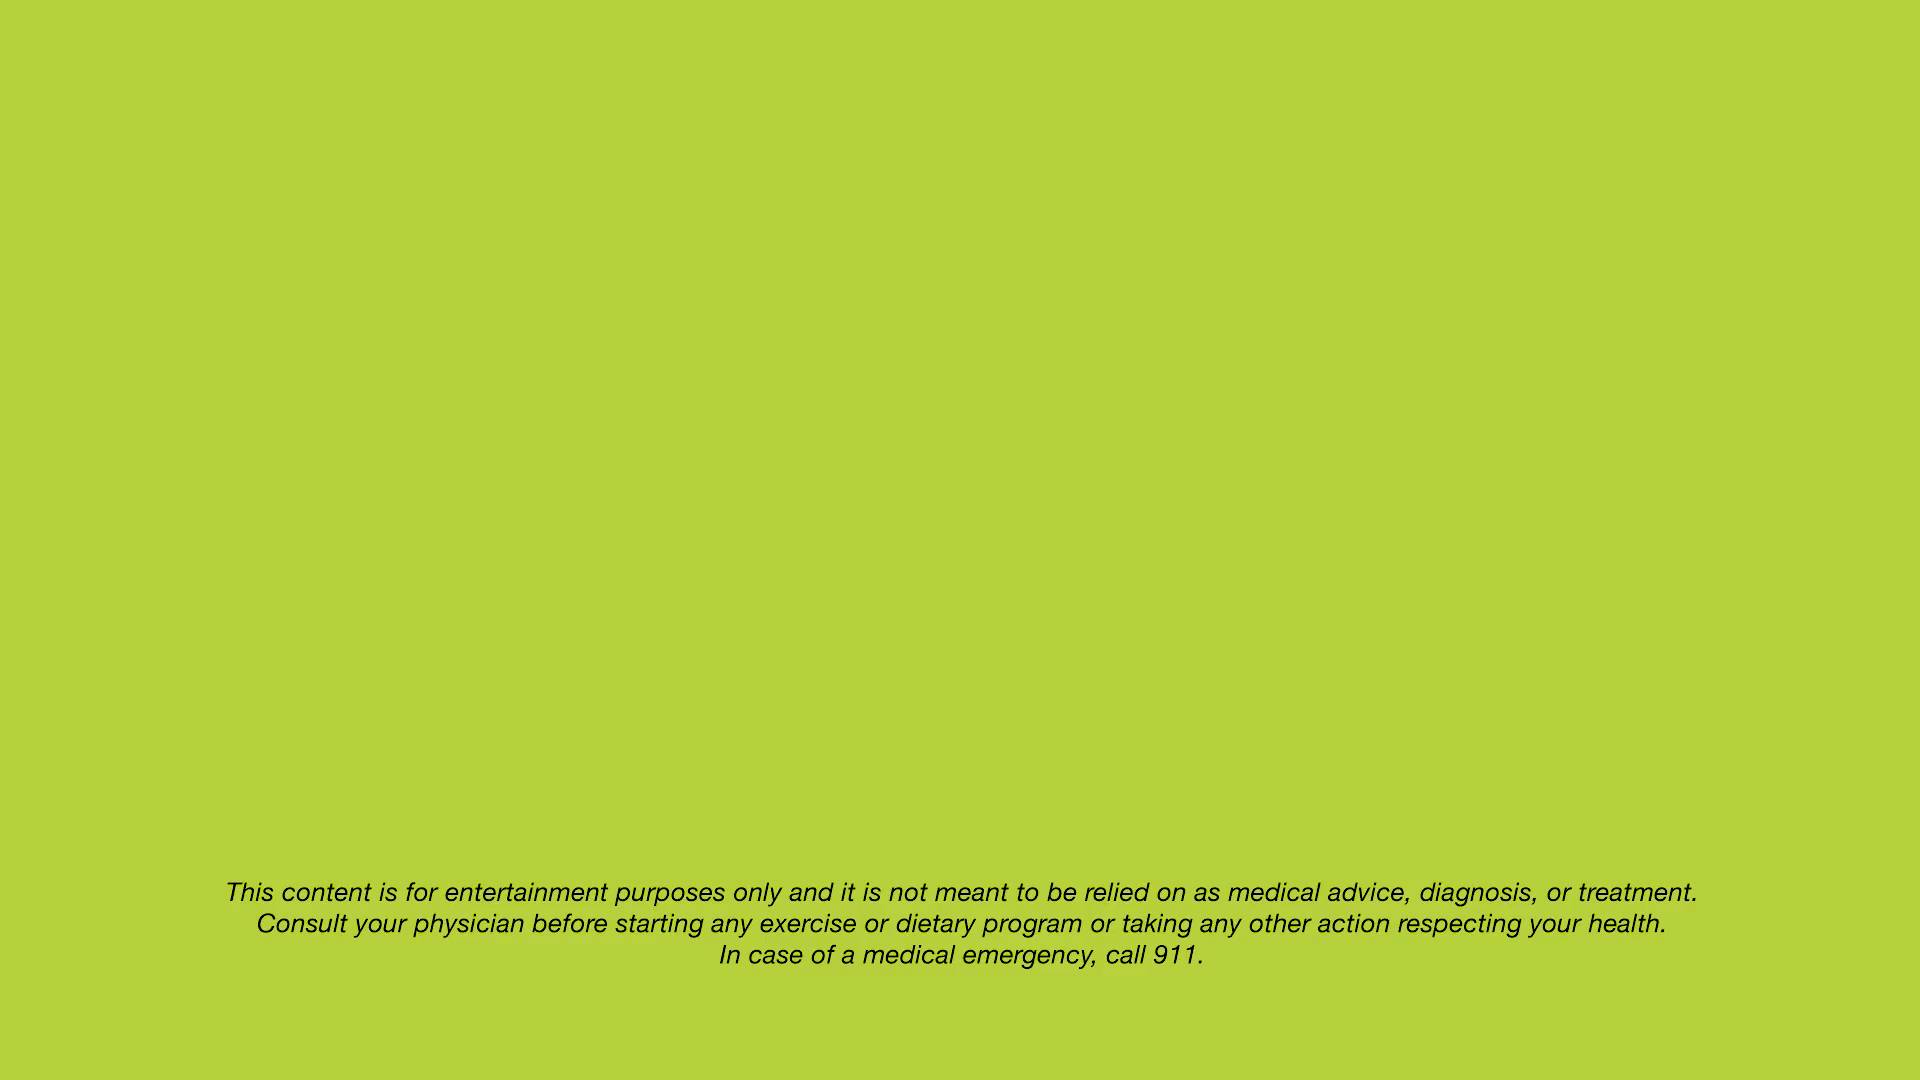 This content is for entertainment purposes only and it is not meant to be relied on as medical advice, diagnosis, or treatment.
Consult your physician before starting any exercise or dietary program or taking any other action respecting your health.
In case of a medical emergency, call 911.